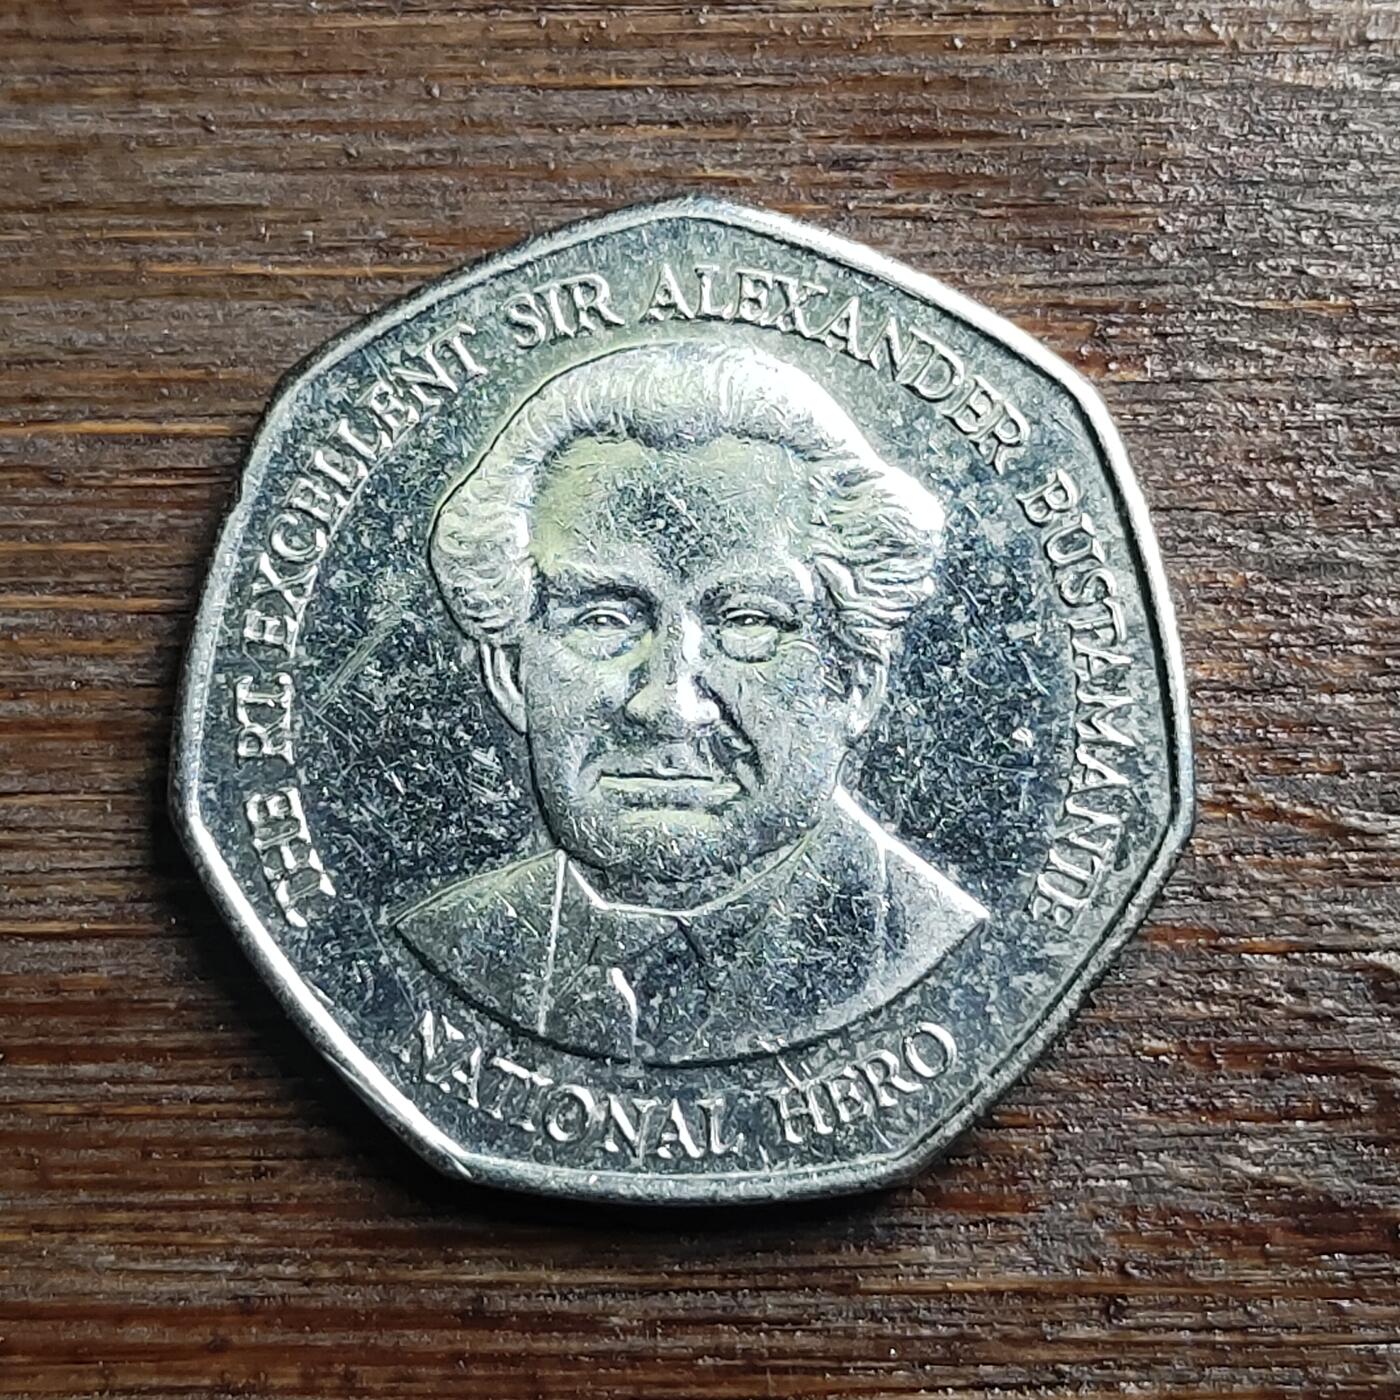 THE RT. EXCELLENT SIR ALEXANDER BUSTAMANTE
NATIONAL HERO